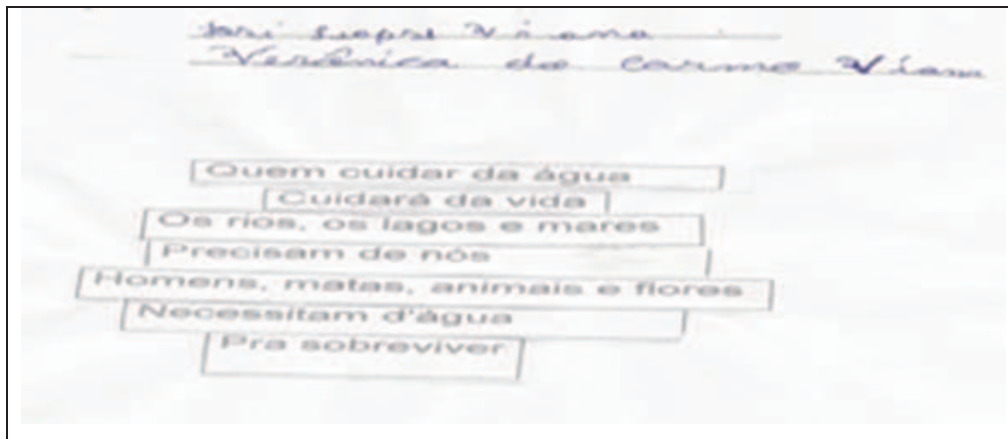 Viana
Verônica do Carmo Viana
Quem cuidar da água
Cuidará da vida
Os rios, os lagos e mares
Precisam de nós
Homens, matas, animais e flores
Necessitam d'água
Pra sobreviver